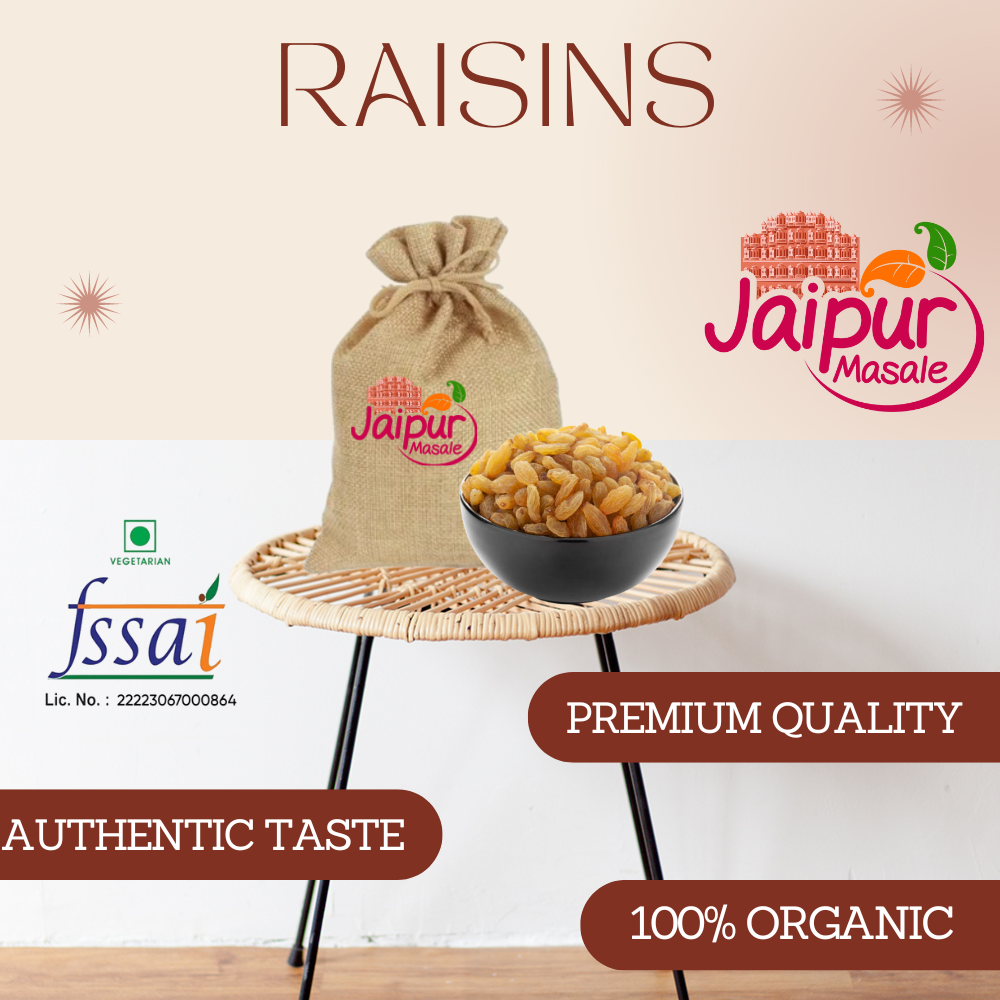 RAISINS
Jaipur
Masale
Jaipur
Masale
VEGETARIAN
fssai
Lic. No. : 22223067000864
PREMIUM QUALITY
AUTHENTIC TASTE
100% ORGANIC